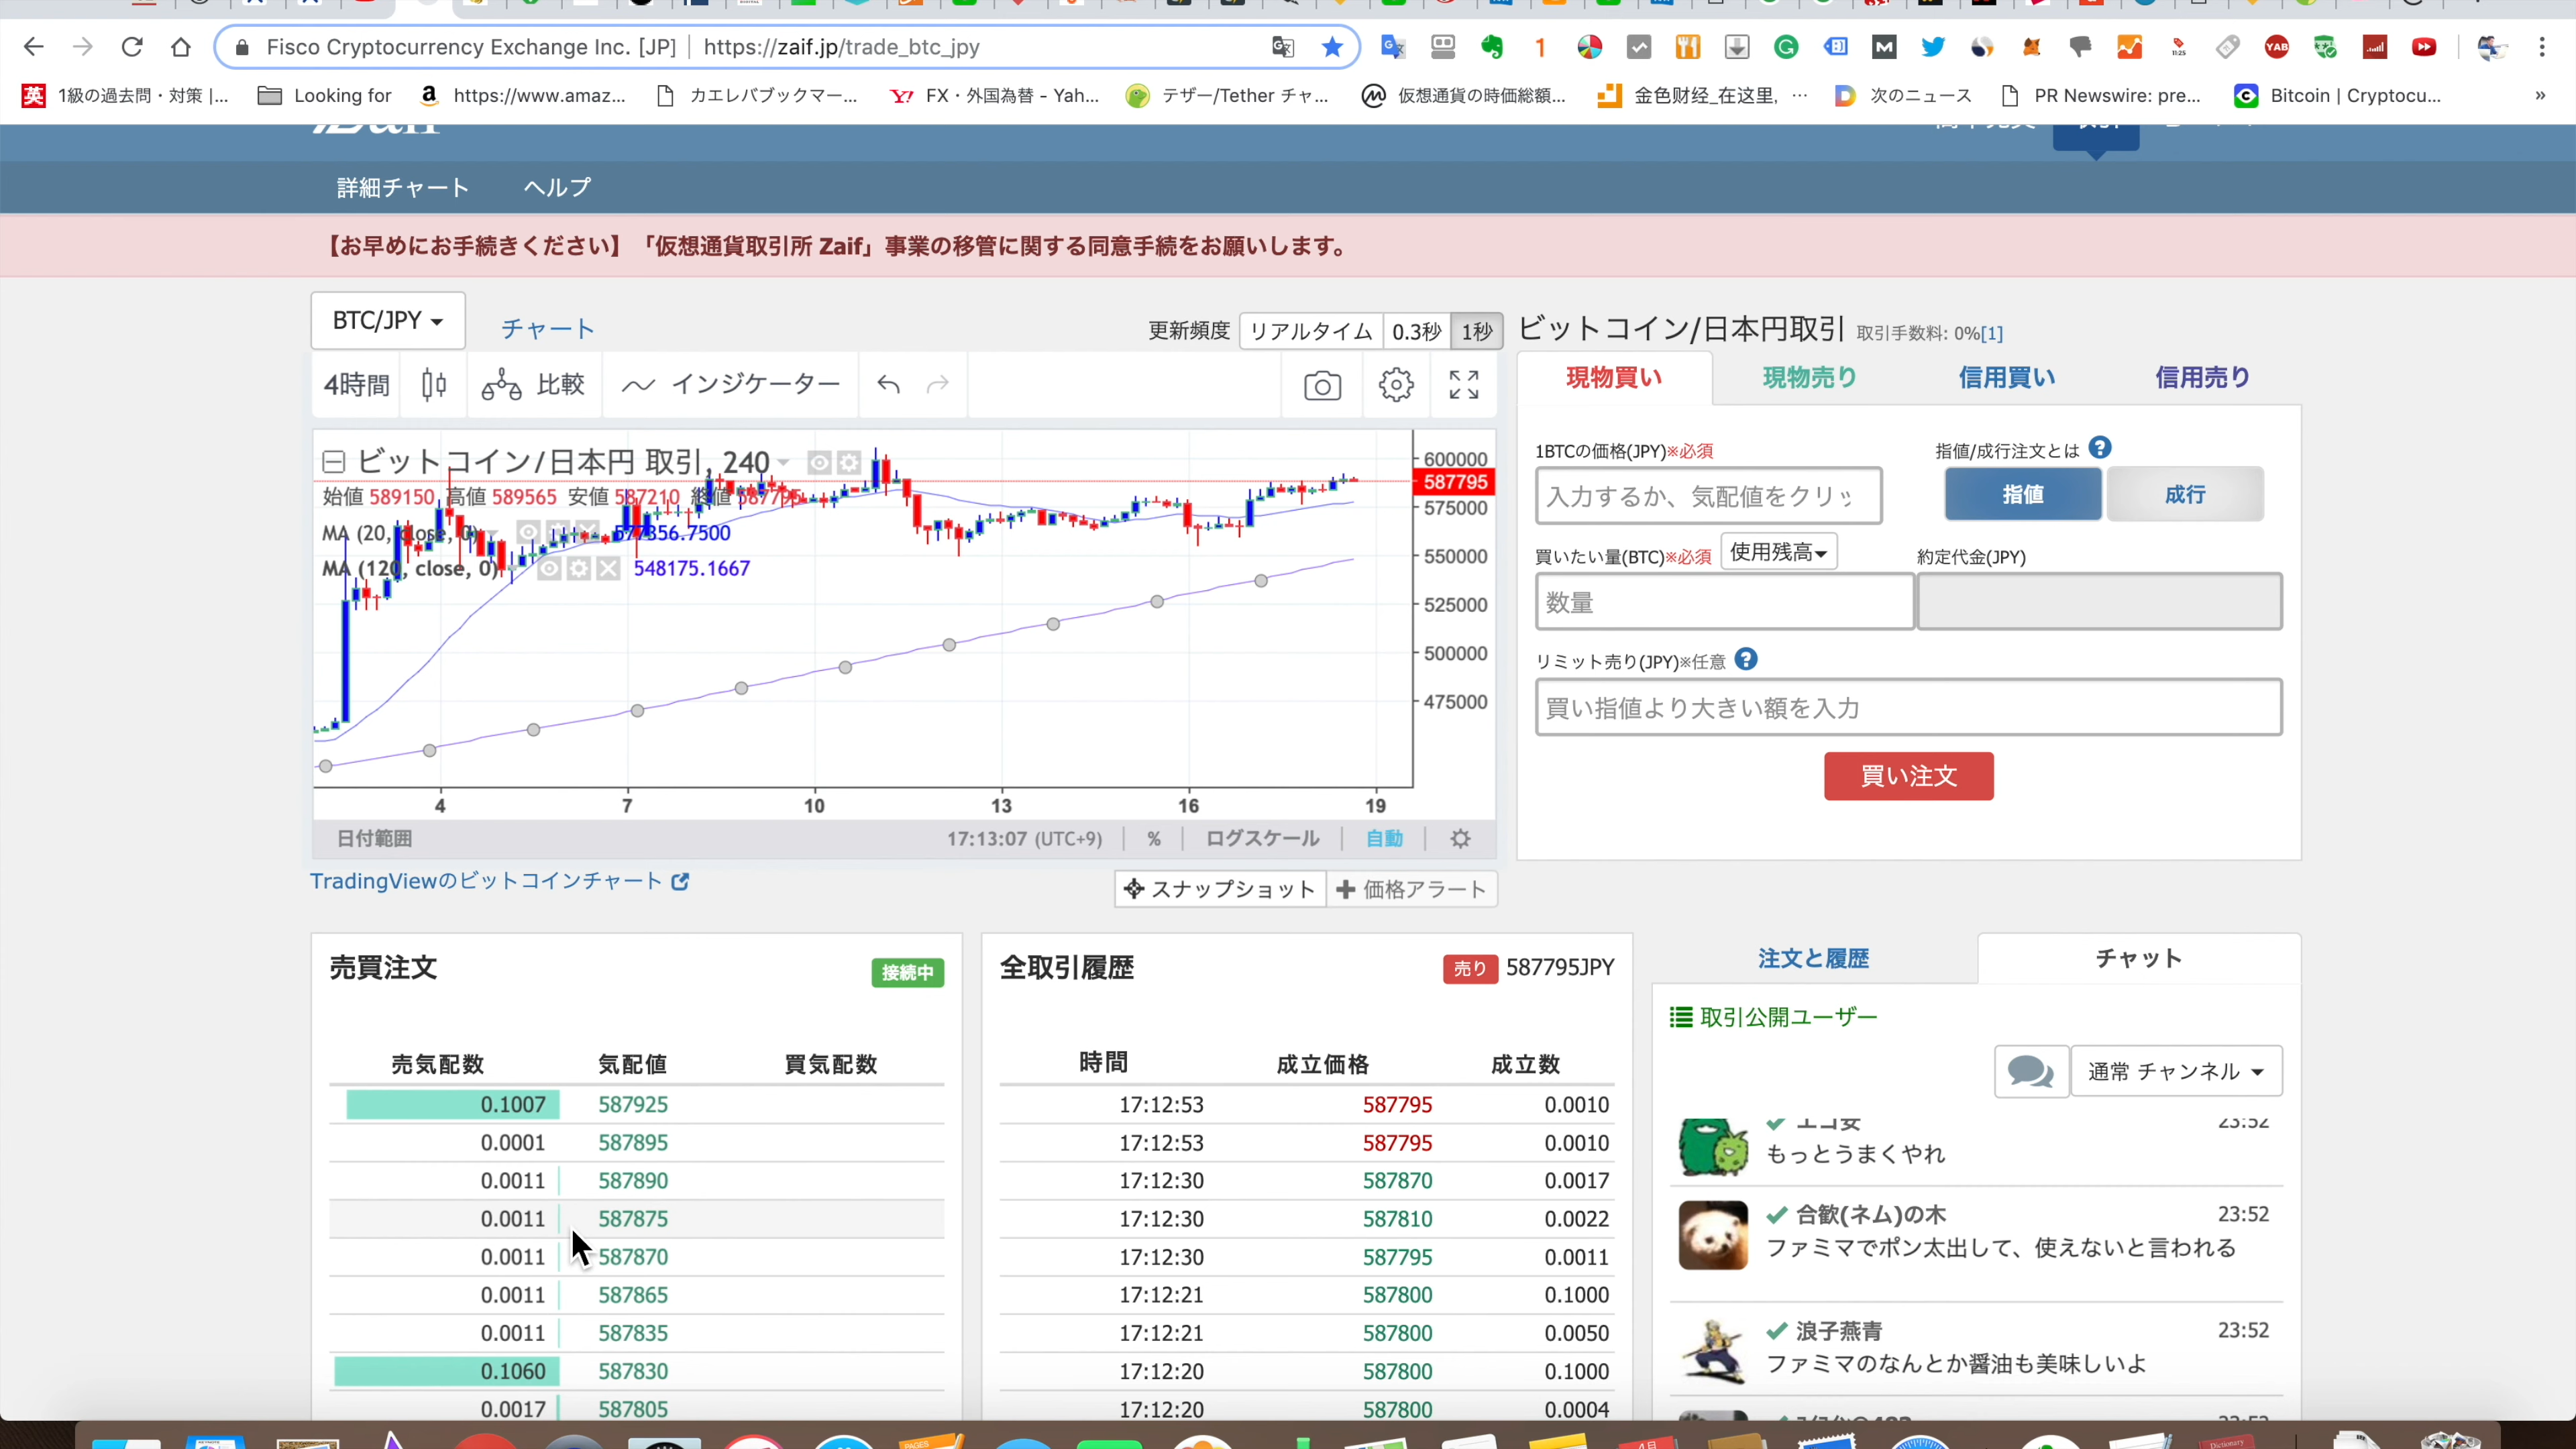 Fisco Cryptocurrency Exchange Inc. [JP] https://zaif.jp/trade_btc_jpy
1級の過去問・対策 |... Looking for https://www.amaz... カエレバブックマー... FX・外国為替 - Yah... テザー/Tether チャ... 仮想通貨の時価総額... 金色财经_在这里, ... 次のニュース PR Newswire: pre... Bitcoin | Cryptocu... »
詳細チャート ヘルプ
【お早めにお手続きください】「仮想通貨取引所 Zaif」事業の移管に関する同意手続をお願いします。
BTC/JPY チャート 更新頻度 リアルタイム 0.3秒 1秒
4時間 比較 インジケーター
ビットコイン/日本円 取引, 240
始値 589150 高値 589565 安値 587210 終値 587795
MA (20, close, 0) 577356.7500
MA (120, close, 0) 548175.1667
600000
587795
575000
550000
525000
500000
475000
4 7 10 13 16 19
日付範囲 17:13:07 (UTC+9) % ログスケール 自動
TradingViewのビットコインチャート スナップショット 価格アラート
ビットコイン/日本円取引 取引手数料: 0%[1]
現物買い 現物売り 信用買い 信用売り
1BTCの価格(JPY)※必須 指値/成行注文とは
入力するか、気配値をクリッ 指値 成行
買いたい量(BTC)※必須 使用残高 約定代金(JPY)
数量
リミット売り(JPY)※任意
買い指値より大きい額を入力
買い注文
売買注文 接続中
売気配数 気配値 買気配数
0.1007 587925
0.0001 587895
0.0011 587890
0.0011 587875
0.0011 587870
0.0011 587865
0.0011 587835
0.1060 587830
0.0017 587805
全取引履歴 売り 587795JPY
時間 成立価格 成立数
17:12:53 587795 0.0010
17:12:53 587795 0.0010
17:12:30 587870 0.0017
17:12:30 587810 0.0022
17:12:30 587795 0.0011
17:12:21 587800 0.1000
17:12:21 587800 0.0050
17:12:20 587800 0.1000
17:12:20 587800 0.0004
注文と履歴 チャット
取引公開ユーザー
通常 チャンネル
23:52
もっとうまくやれ
合歓(ネム)の木 23:52
ファミマでポン太出して、使えないと言われる
浪子燕青 23:52
ファミマのなんとか醤油も美味しいよ